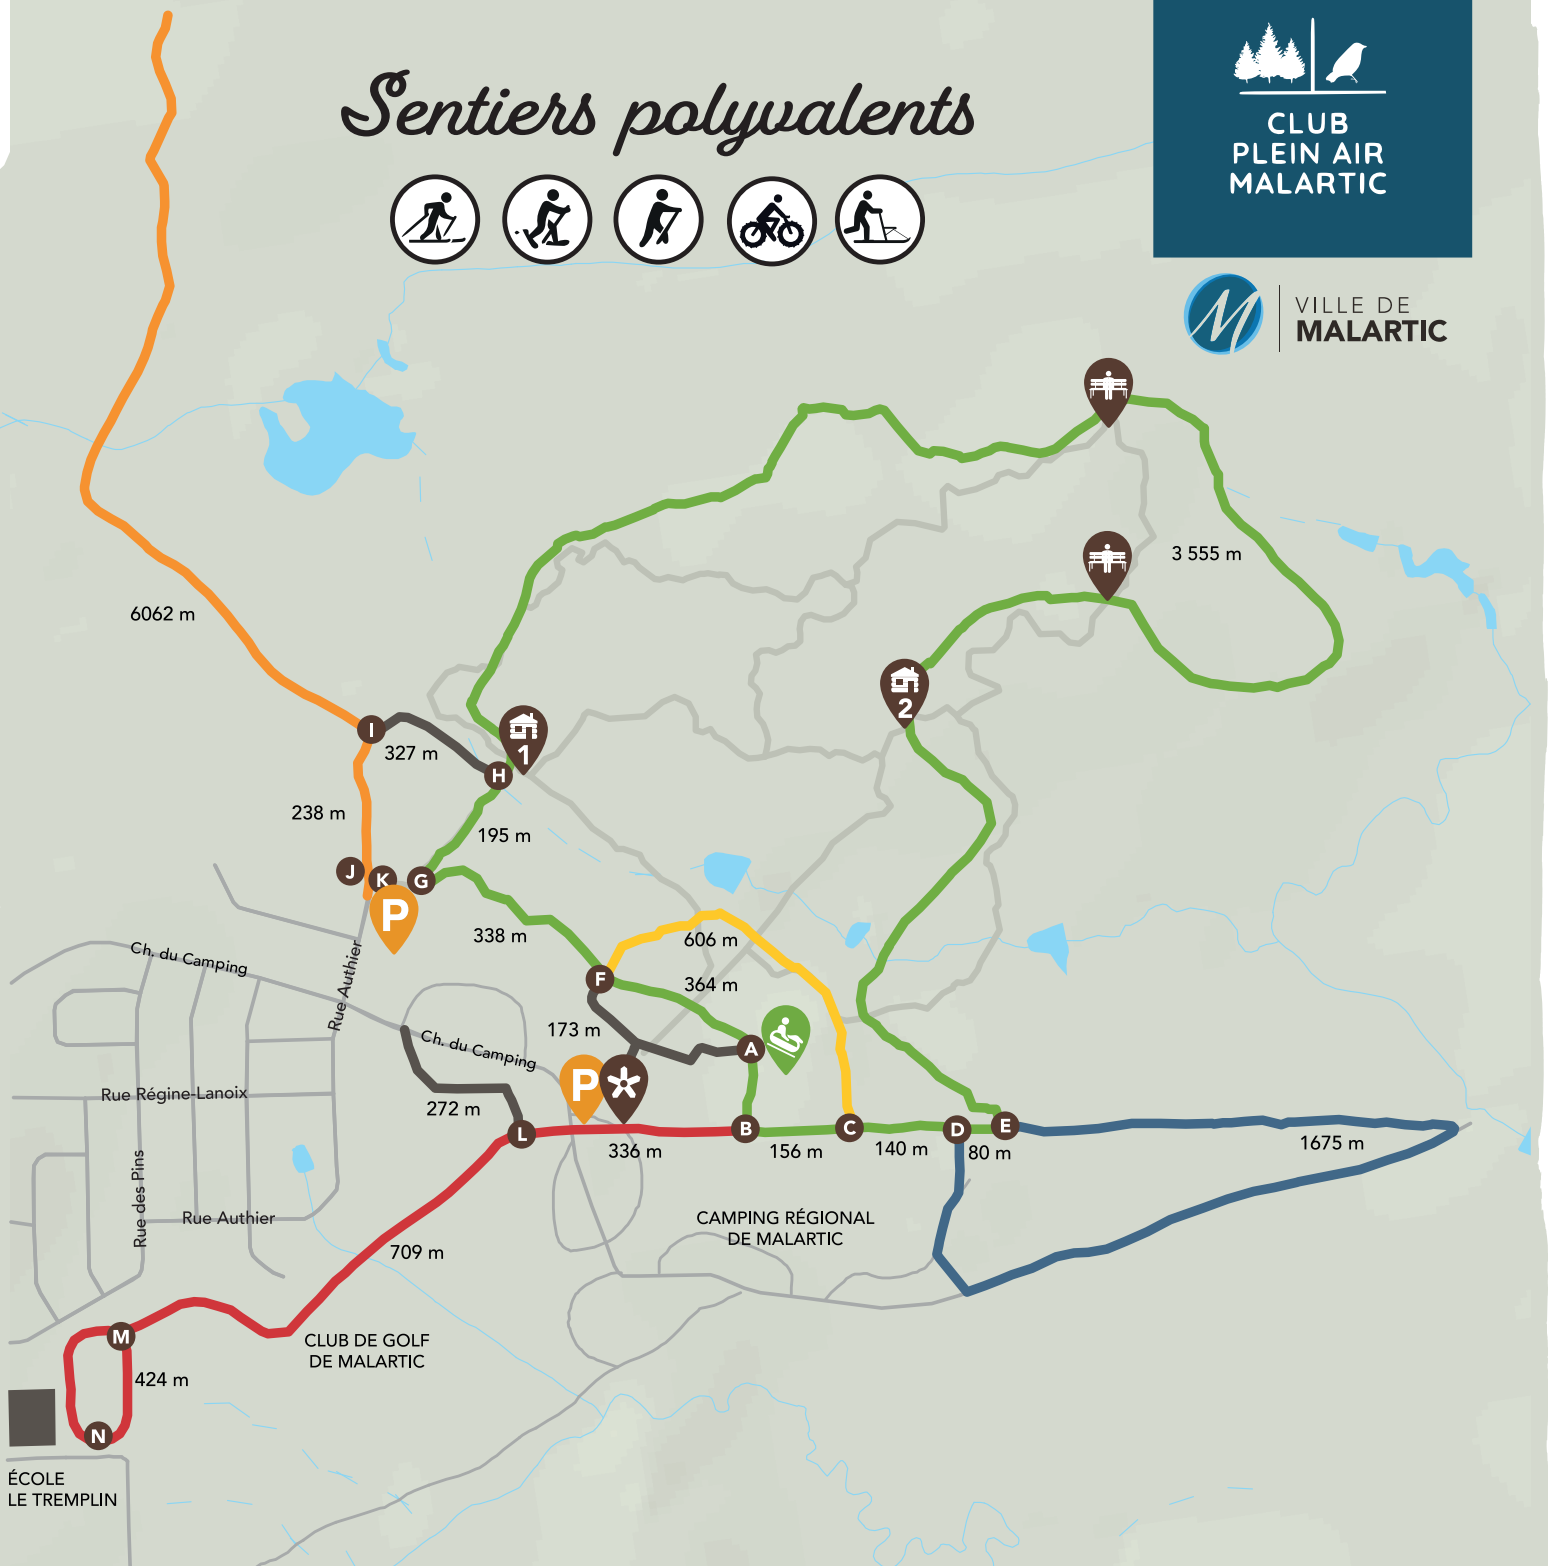 Sentiers polyvalents
CLUB
PLEIN AIR
MALARTIC
M
VILLE DE
MALARTIC
3 555 m
6062 m
2
I
327 m
1
H
238 m
195 m
J
K
G
P
338 m
606 m
Ch. du Camping
Rue Authier
F
364 m
173 m
Ch. du Camping
A
P
Rue Régine-Lanoix
272 m
L
336 m
B
156 m
C
140 m
D
80 m
E
1675 m
Rue des Pins
Rue Authier
CAMPING RÉGIONAL
DE MALARTIC
709 m
M
CLUB DE GOLF
DE MALARTIC
424 m
N
ÉCOLE
LE TREMPLIN